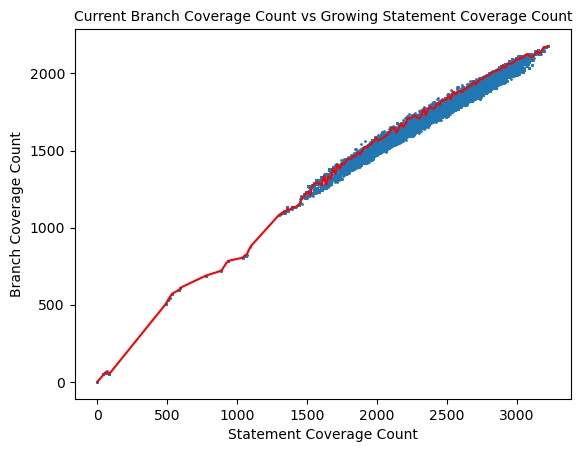 Current Branch Coverage Count vs Growing Statement Coverage Count
2000
1500
1000
500
0
Branch Coverage Count
0 500 1000 1500 2000 2500 3000
Statement Coverage Count